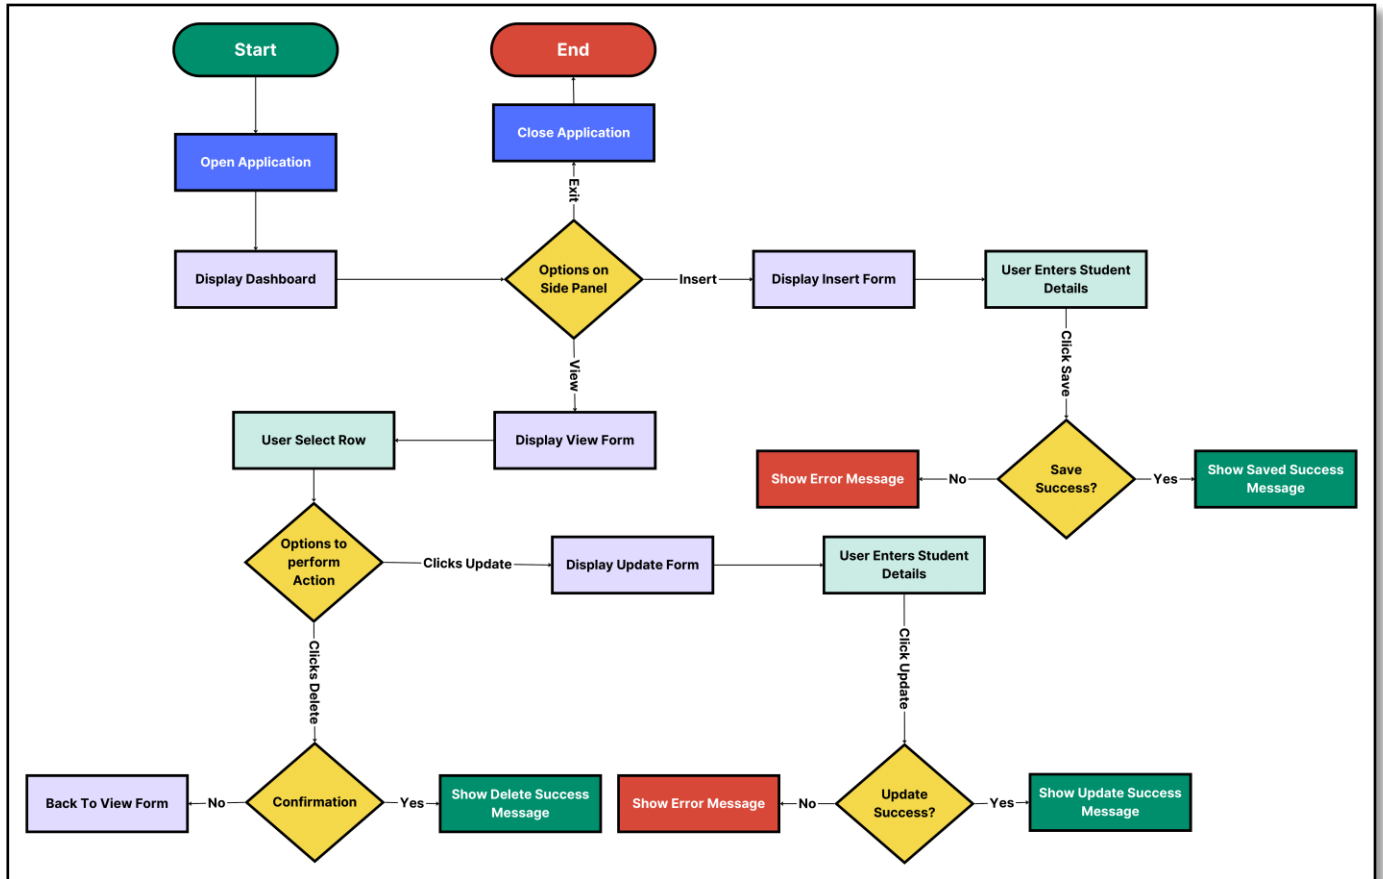 Start
End
Close Application
Open Application
Exit
Display Dashboard
Options on
Side Panel
Insert
Display Insert Form
User Enters Student
Details
Click Save
View
User Select Row
Display View Form
Show Error Message
No
Save
Success?
Yes
Show Saved Success
Message
Options to
perform
Action
Clicks Update
Display Update Form
User Enters Student
Details
Clicks Delete
Click Update
Back To View Form
No
Confirmation
Yes
Show Delete Success
Message
Show Error Message
No
Update
Success?
Yes
Show Update Success
Message